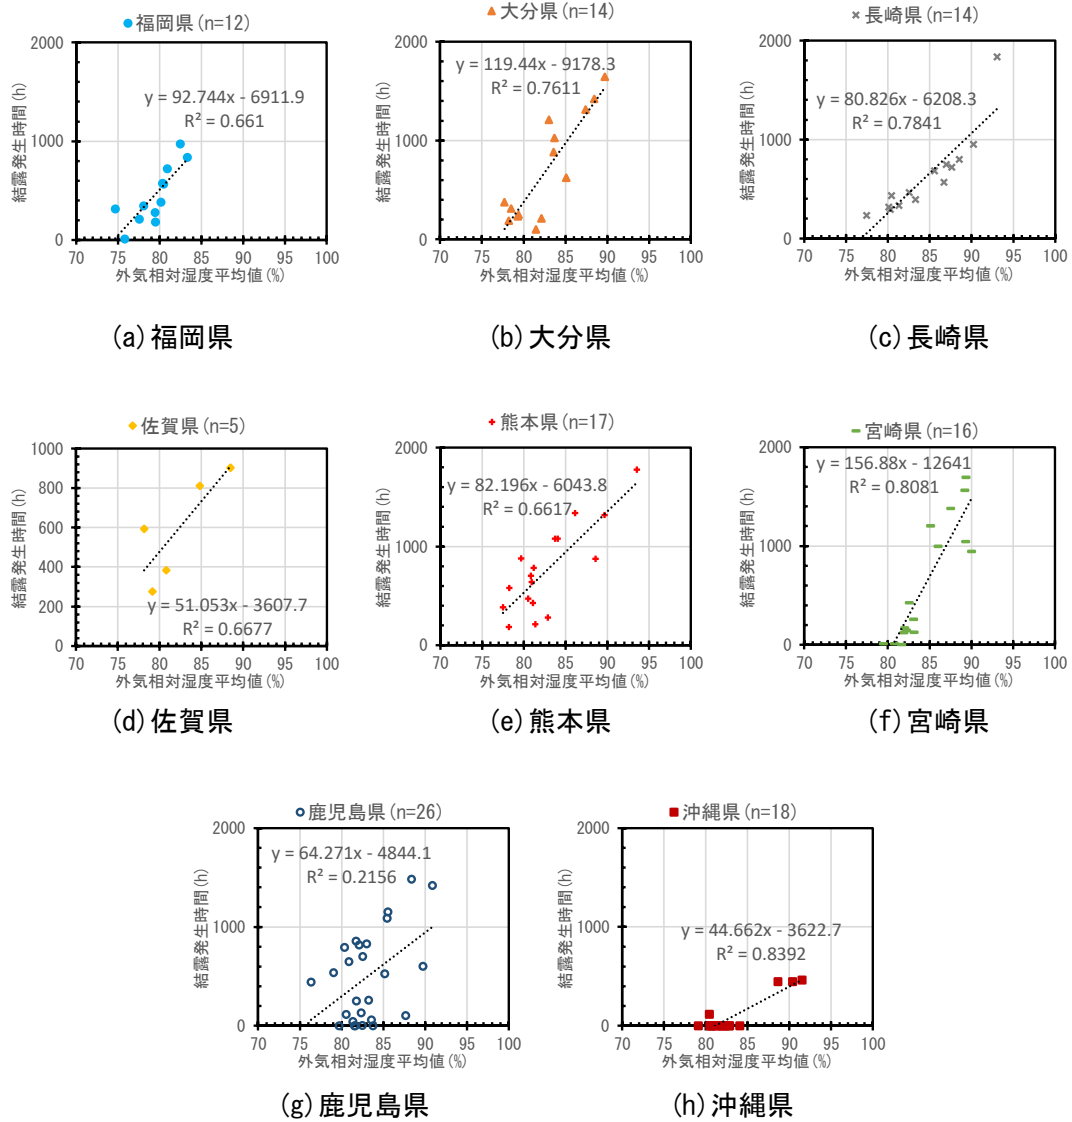 福岡県(n=12)
2000
1000
0
y = 92.744x - 6911.9
R² = 0.661
結露発生時間(h)
70 75 80 85 90 95 100
外気相対湿度平均値(%)
(a)福岡県
大分県(n=14)
2000
1000
0
y = 119.44x - 9178.3
R² = 0.7611
結露発生時間(h)
70 75 80 85 90 95 100
外気相対湿度平均値(%)
(b)大分県
長崎県(n=14)
2000
1000
0
y = 80.826x - 6208.3
R² = 0.7841
結露発生時間(h)
70 75 80 85 90 95 100
外気相対湿度平均値(%)
(c)長崎県
佐賀県(n=5)
1000
800
600
400
200
0
y = 51.053x - 3607.7
R² = 0.6677
結露発生時間(h)
70 75 80 85 90 95 100
外気相対湿度平均値(%)
(d)佐賀県
熊本県(n=17)
2000
1000
0
y = 82.196x - 6043.8
R² = 0.6617
結露発生時間(h)
70 75 80 85 90 95 100
外気相対湿度平均値(%)
(e)熊本県
宮崎県(n=16)
2000
1000
0
y = 156.88x - 12641
R² = 0.8081
結露発生時間(h)
70 75 80 85 90 95 100
外気相対湿度平均値(%)
(f)宮崎県
鹿児島県(n=26)
2000
1000
0
y = 64.271x - 4844.1
R² = 0.2156
結露発生時間(h)
70 75 80 85 90 95 100
外気相対湿度平均値(%)
(g)鹿児島県
沖縄県(n=18)
2000
1000
0
y = 44.662x - 3622.7
R² = 0.8392
結露発生時間(h)
70 75 80 85 90 95 100
外気相対湿度平均値(%)
(h)沖縄県